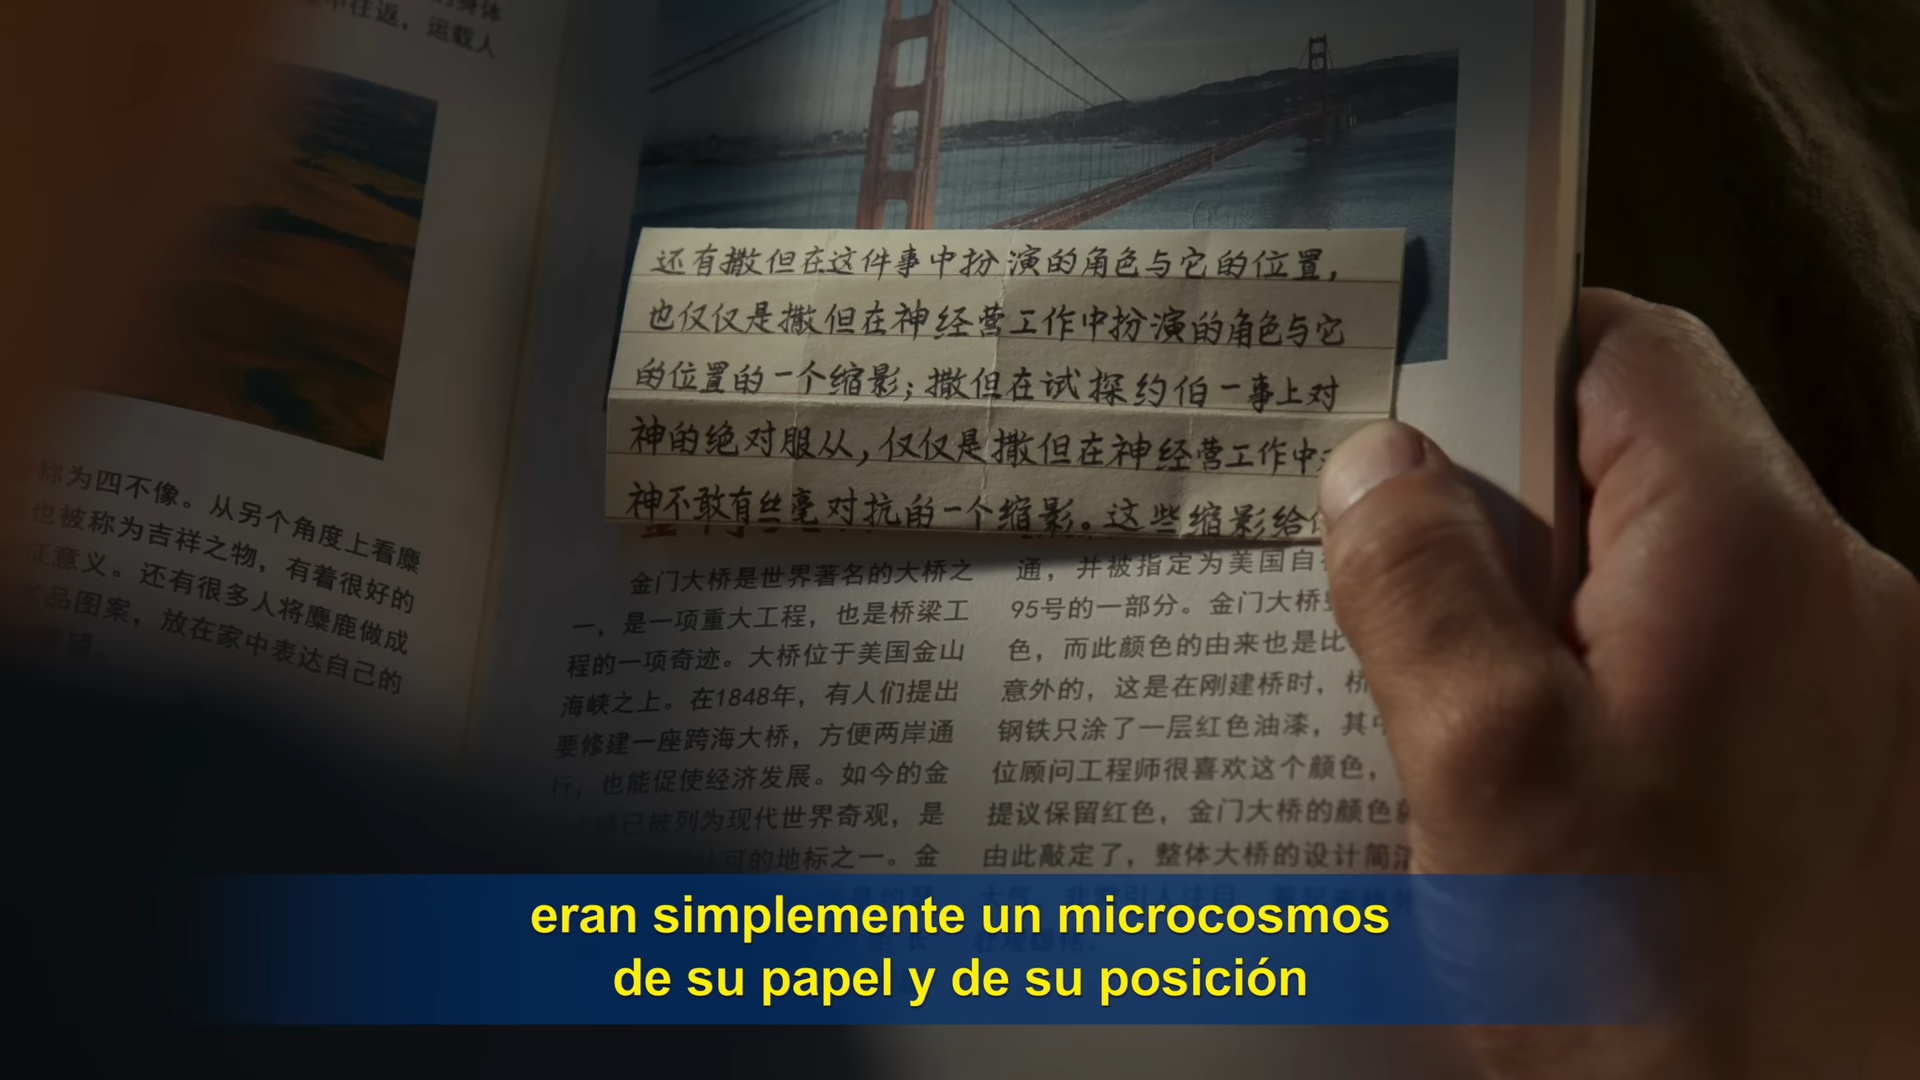 的身体
往返，运载人
称为四不像。从另个角度上看麋
也被称为吉祥之物，有着很好的
正意义。还有很多人将麋鹿做成
品图案，放在家中表达自己的
还有撒但在这件事中扮演的角色与它的位置，
也仅仅是撒但在神经营工作中扮演的角色与它
的位置的一个缩影；撒但在试探约伯一事上对
神的绝对服从，仅仅是撒但在神经营工作中
神不敢有丝毫对抗的一个缩影。这些缩影给
金门大桥是世界著名的大桥之
一，是一项重大工程，也是桥梁工
程的一项奇迹。大桥位于美国金山
海峡之上。在1848年，有人们提出
要修建一座跨海大桥，方便两岸通
行，也能促使经济发展。如今的金
已被列为现代世界奇观，是
可的地标之一。金
通，并被指定为美国自
95号的一部分。金门大桥
色，而此颜色的由来也是比
意外的，这是在刚建桥时，桥
钢铁只涂了一层红色油漆，其中
位顾问工程师很喜欢这个颜色，
提议保留红色，金门大桥的颜色
由此敲定了，整体大桥的设计简
eran simplemente un microcosmos
de su papel y de su posición